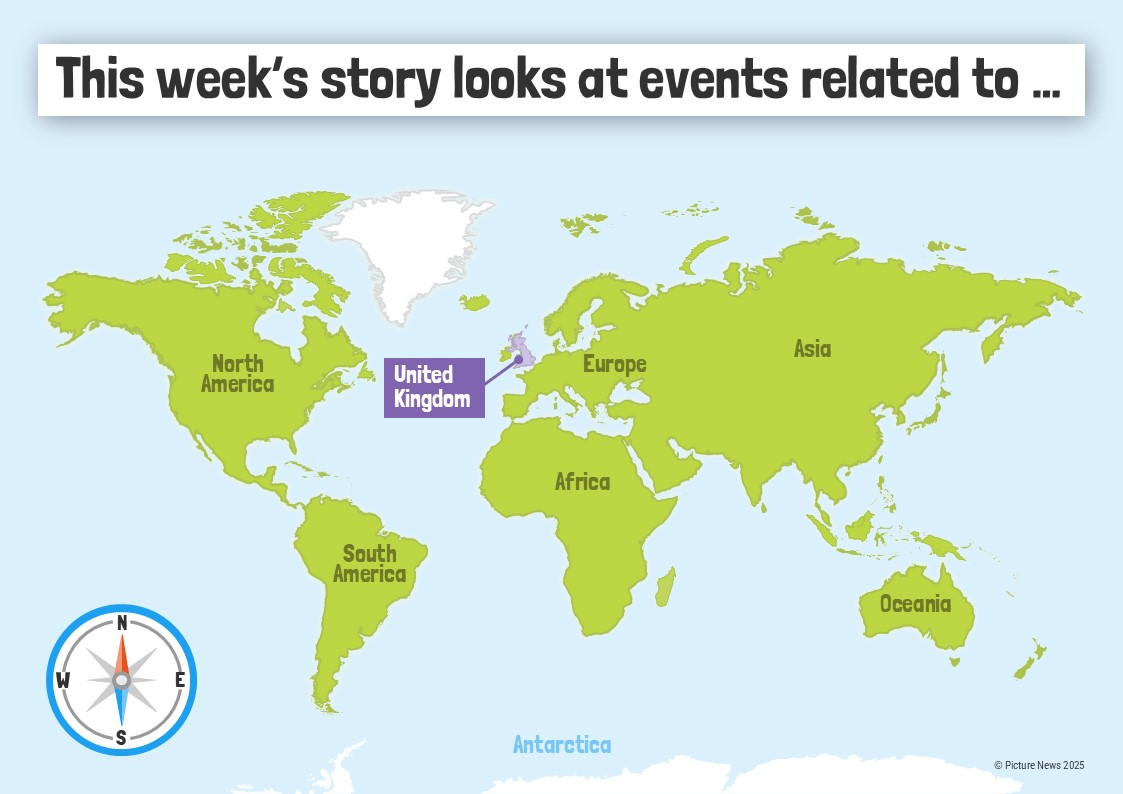 This week's story looks at events related to ...
North
America
United
Kingdom
Europe
Asia
Africa
South
America
Oceania
N
W
E
S
Antarctica
© Picture News 2025